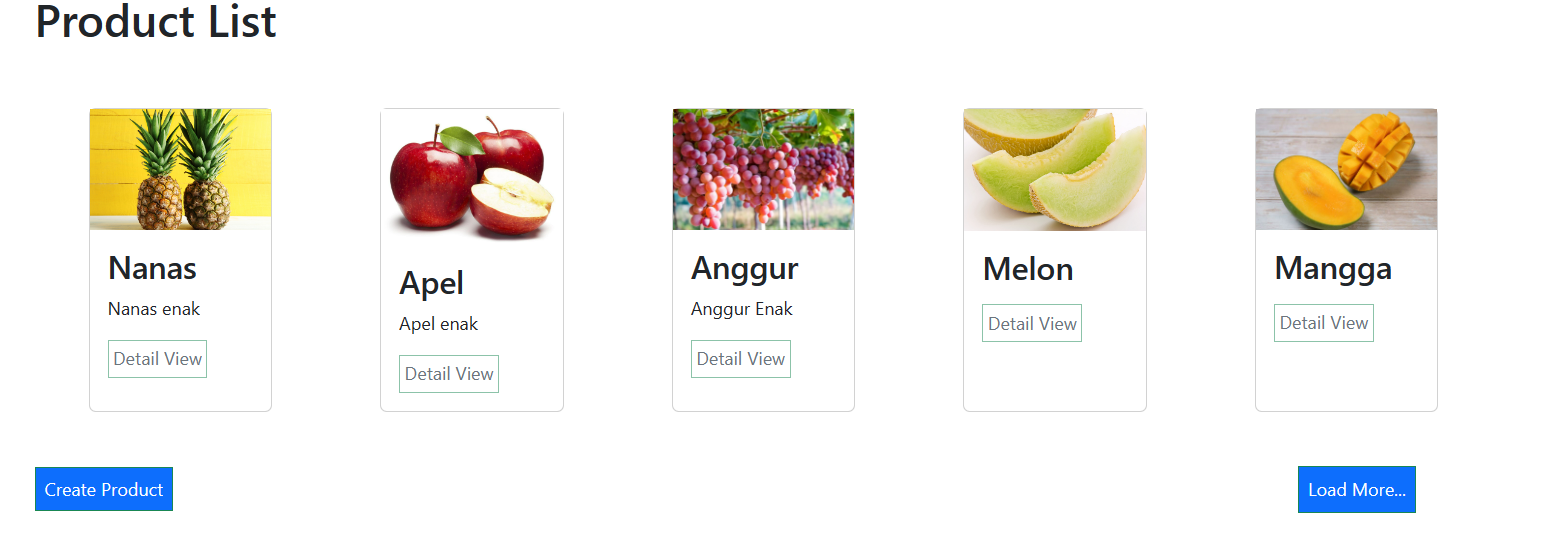 Product List
Nanas
Nanas enak
Detail View
Apel
Apel enak
Detail View
Anggur
Anggur Enak
Detail View
Melon
Detail View
Mangga
Detail View
Create Product
Load More...